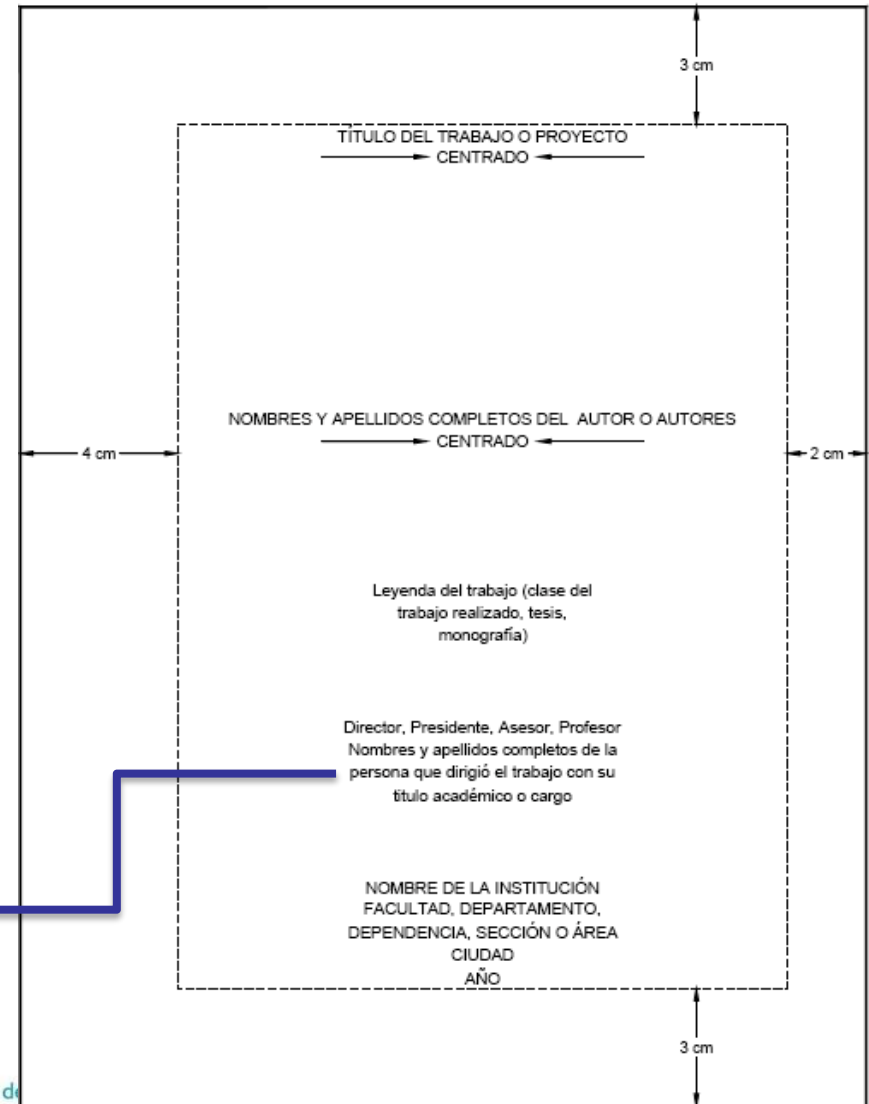 3 cm
TÍTULO DEL TRABAJO O PROYECTO
CENTRADO
NOMBRES Y APELLIDOS COMPLETOS DEL AUTOR O AUTORES
CENTRADO
4 cm
2 cm
Leyenda del trabajo (clase del
trabajo realizado, tesis,
monografía)
Director, Presidente, Asesor, Profesor
Nombres y apellidos completos de la
persona que dirigió el trabajo con su
titulo académico o cargo
NOMBRE DE LA INSTITUCIÓN
FACULTAD, DEPARTAMENTO,
DEPENDENCIA, SECCIÓN O ÁREA
CIUDAD
AÑO
3 cm